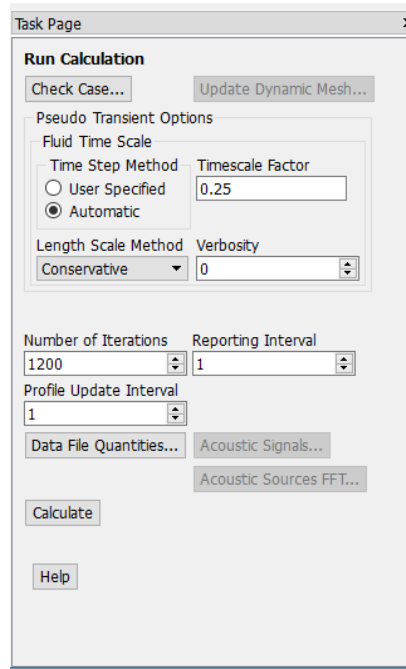 Task Page
Run Calculation
Check Case... Update Dynamic Mesh...
Pseudo Transient Options
Fluid Time Scale
Time Step Method Timescale Factor
User Specified 0.25
Automatic
Length Scale Method Verbosity
Conservative 0
Number of Iterations Reporting Interval
1200 1
Profile Update Interval
1
Data File Quantities... Acoustic Signals...
Acoustic Sources FFT...
Calculate
Help